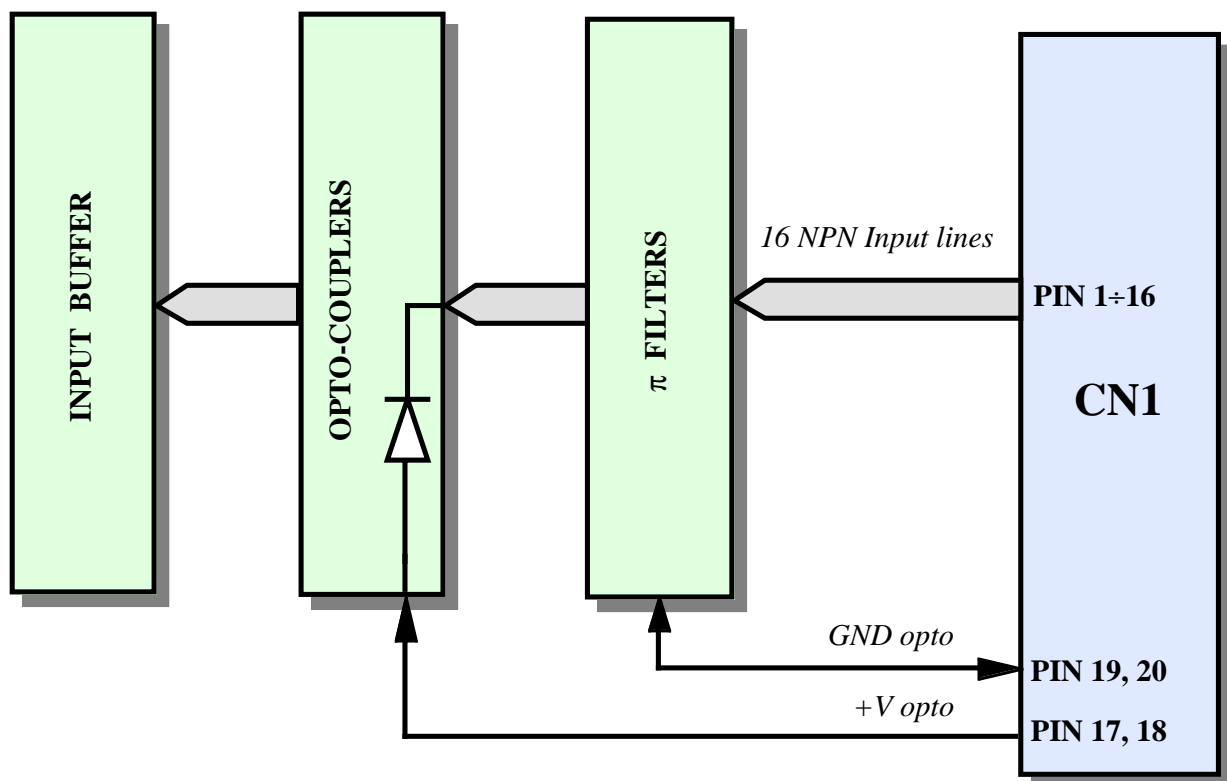 INPUT BUFFER
OPTO-COUPLERS
π FILTERS
16 NPN Input lines
PIN 1÷16
CN1
GND opto
PIN 19, 20
+V opto
PIN 17, 18